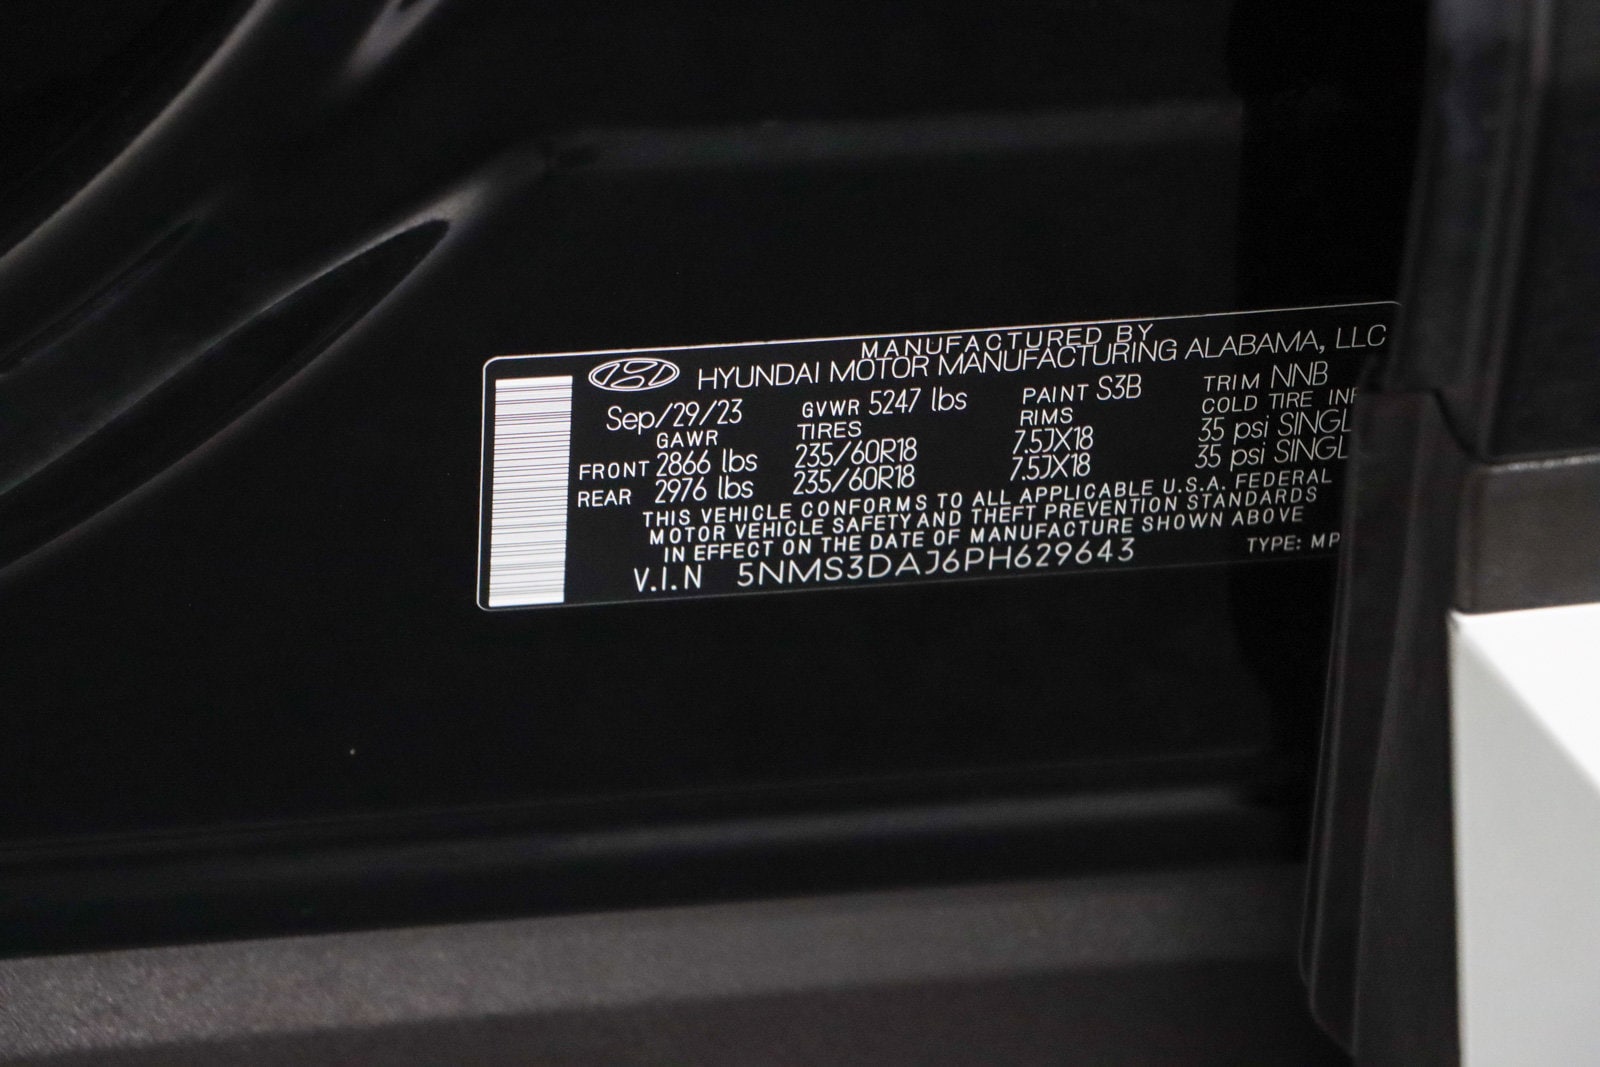 MANUFACTURED BY
HYUNDAI MOTOR MANUFACTURING ALABAMA, LLC
Sep/29/23 GVWR 5247 lbs PAINT S3B TRIM NNB
GAWR TIRES RIMS COLD TIRE
FRONT 2866 lbs 235/60R18 7.5JX18 35 psi
REAR 2976 lbs 235/60R18 7.5JX18 35 psi
THIS VEHICLE CONFORMS TO ALL APPLICABLE U.S.A. FEDERAL
MOTOR VEHICLE SAFETY AND THEFT PREVENTION STANDARDS
IN EFFECT ON THE DATE OF MANUFACTURE SHOWN ABOVE
V.I.N 5NMS3DAJ6PH629643 TYPE: